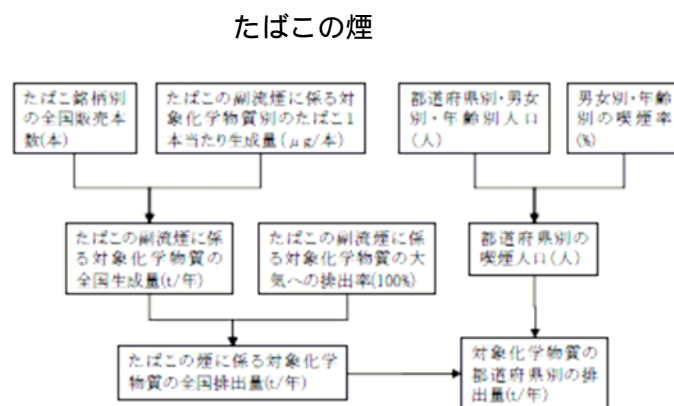 たばこの煙
たばこ銘柄別
の全国販売本
数(本)
たばこの副流煙に係る対
象化学物質別のたばこ1
本当たり生成量(μg/本)
都道府県別・男女
別・年齢別人口
(人)
男女別・年齢
別の喫煙率
(%)
たばこの副流煙に係
る対象化学物質の
全国生成量(t/年)
たばこの副流煙に係
る対象化学物質の大
気への排出率(100%)
都道府県別の
喫煙人口(人)
たばこの煙に係る対象化学
物質の全国排出量(t/年)
対象化学物質の
都道府県別の排
出量(t/年)